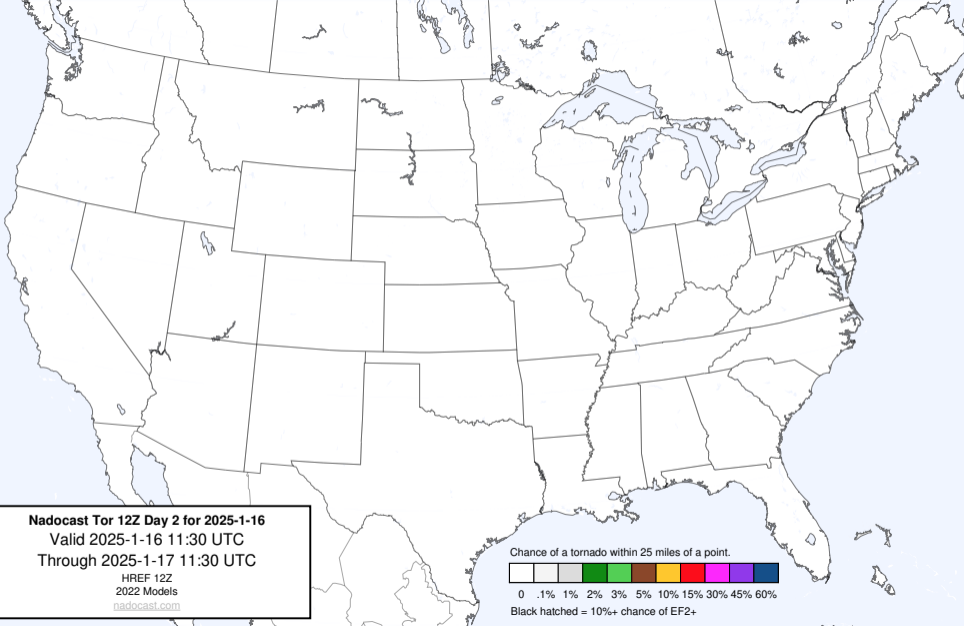 Nadocast Tor 12Z Day 2 for 2025-1-16
Valid 2025-1-16 11:30 UTC
Through 2025-1-17 11:30 UTC
HREF 12Z
2022 Models
nadocast.com
Chance of a tornado within 25 miles of a point.
0 .1% 1% 2% 3% 5% 10% 15% 30% 45% 60%
Black hatched = 10%+ chance of EF2+